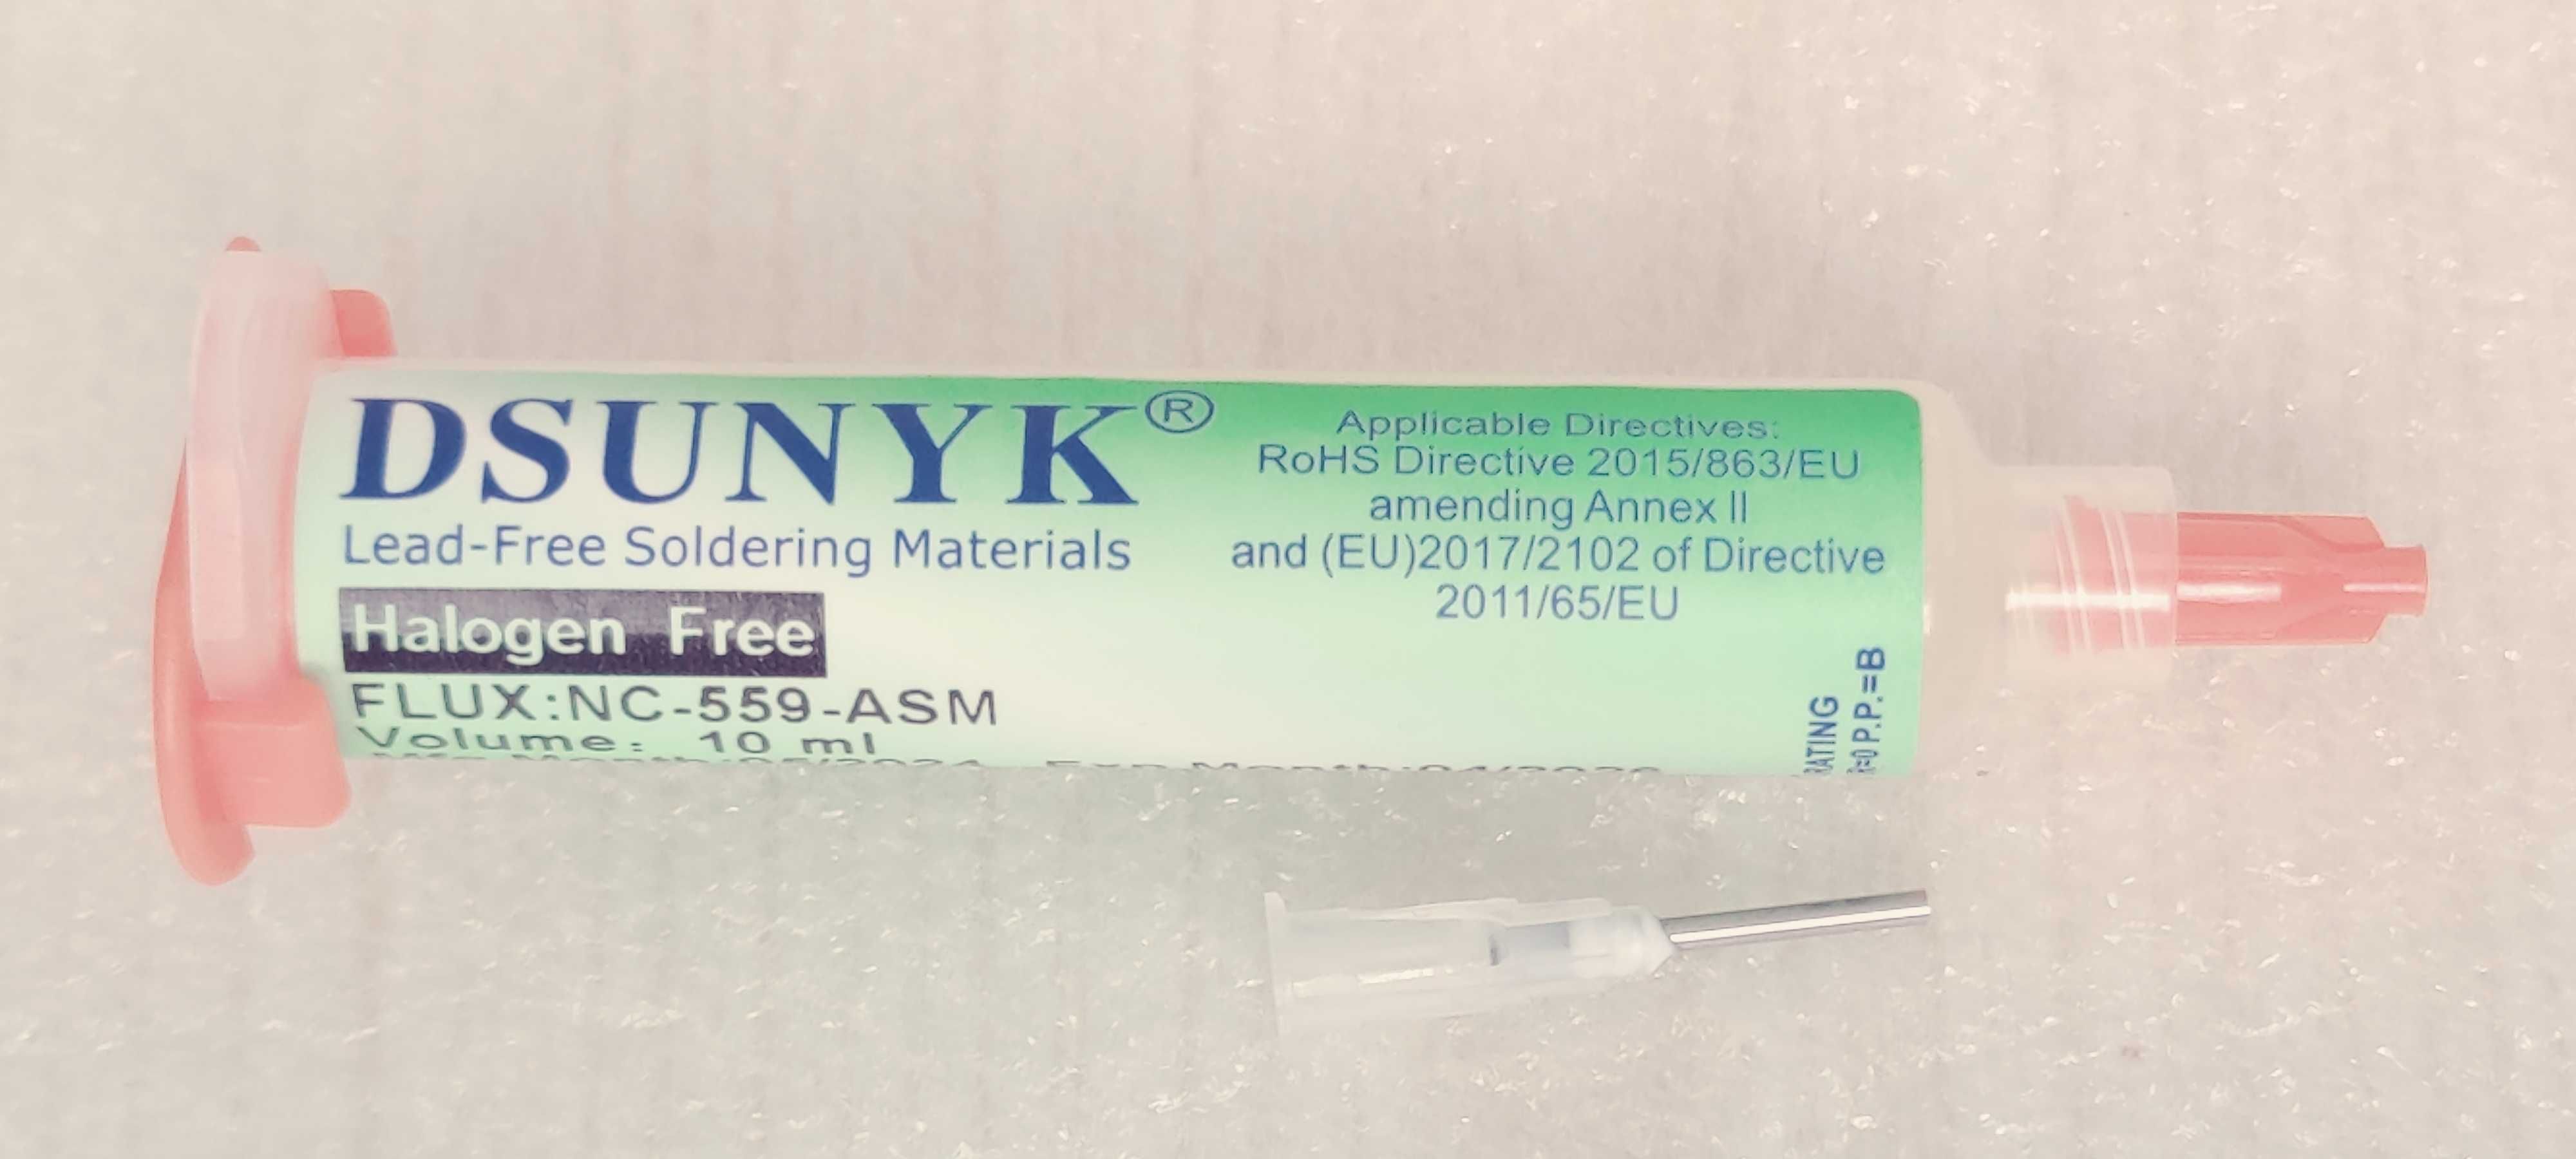 DSUNYK®
Lead-Free Soldering Materials
Halogen Free
FLUX:NC-559-ASM
Volume: 10 ml
Applicable Directives:
RoHS Directive 2015/863/EU
amending Annex II
and (EU)2017/2102 of Directive
2011/65/EU
P.P.=B